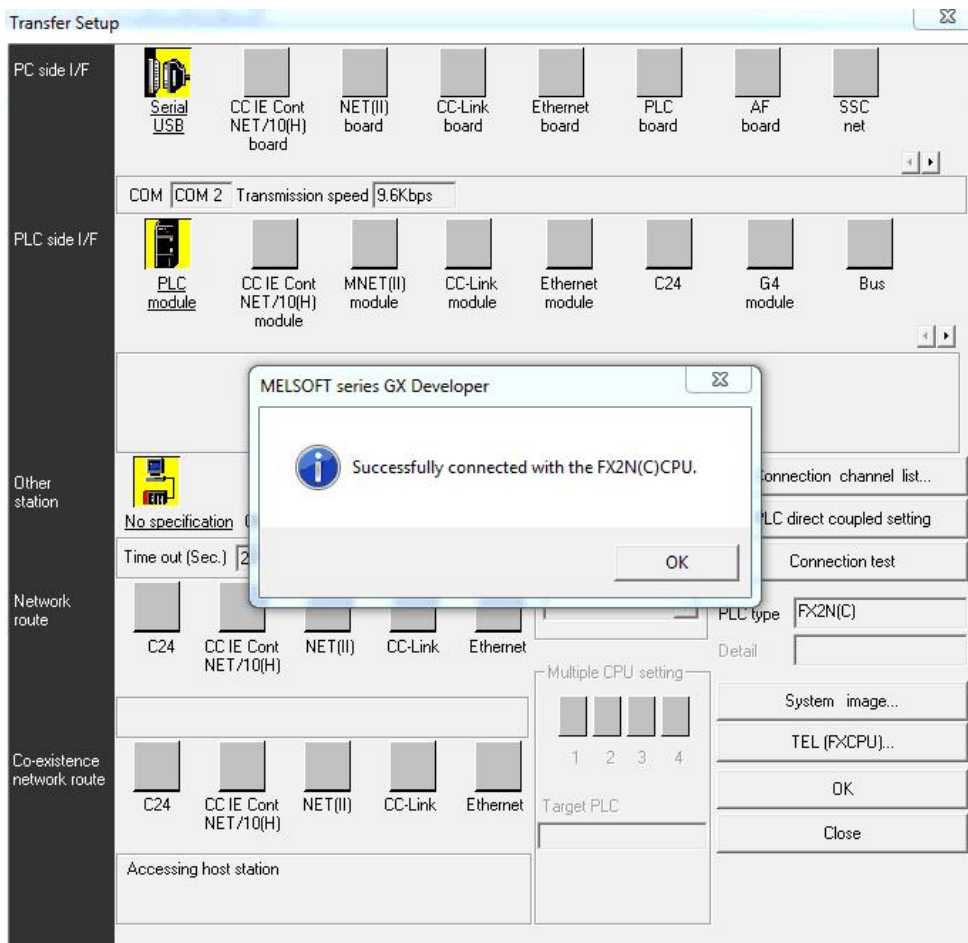 Transfer Setup
PC side I/F
Serial
USB
CC IE Cont
NET/10(H)
board
NET(II)
board
CC-Link
board
Ethernet
board
PLC
board
AF
board
SSC
net
COM COM 2 Transmission speed 9.6Kbps
PLC side I/F
PLC
module
CC IE Cont
NET/10(H)
module
MNET(II)
module
CC-Link
module
Ethernet
module
C24
G4
module
Bus
MELSOFT series GX Developer
Successfully connected with the FX2N(C)CPU.
OK
Other
station
No specification
Time out (Sec.) 2
onnection channel list...
LC direct coupled setting
Connection test
PLC type FX2N(C)
Detail
System image...
TEL (FXCPU)...
OK
Close
Network
route
C24
CC IE Cont
NET/10(H)
NET(II)
CC-Link
Ethernet
Multiple CPU setting
1 2 3 4
Target PLC
Co-existence
network route
C24
CC IE Cont
NET/10(H)
NET(II)
CC-Link
Ethernet
Accessing host station